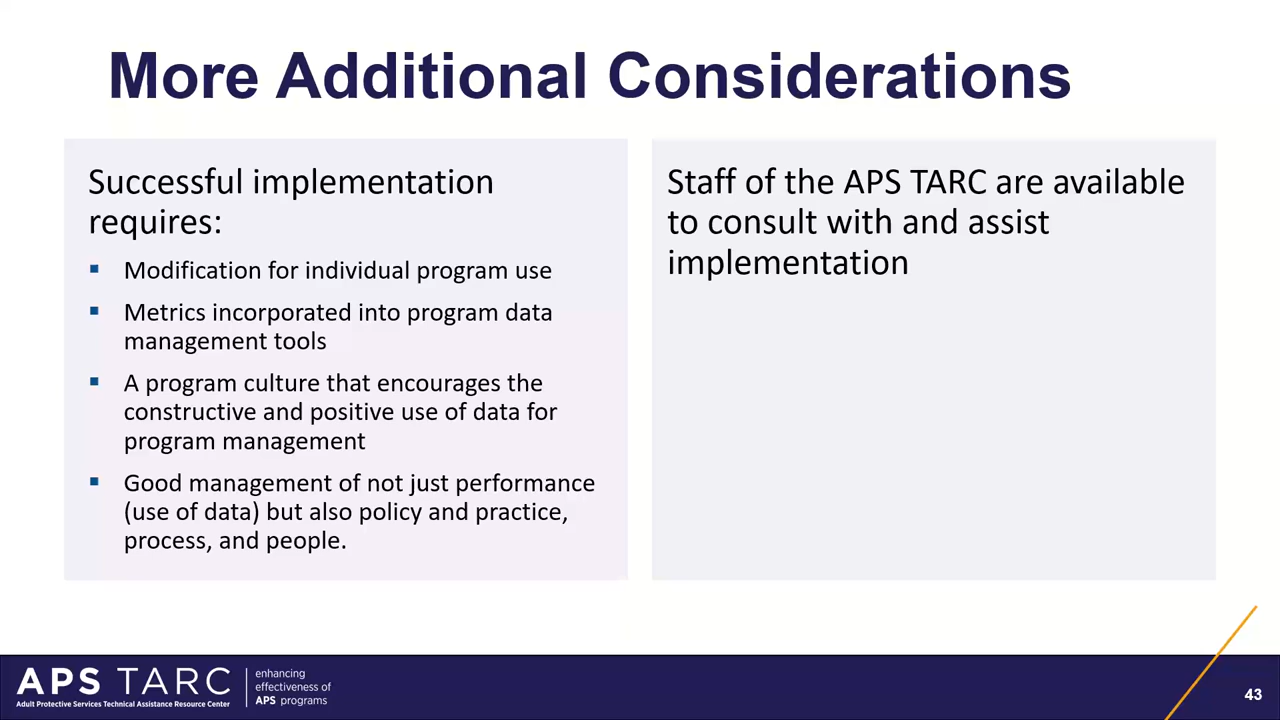 More Additional Considerations
Successful implementation
requires:
Modification for individual program use
Metrics incorporated into program data
management tools
A program culture that encourages the
constructive and positive use of data for
program management
Good management of not just performance
(use of data) but also policy and practice,
process, and people.
Staff of the APS TARC are available
to consult with and assist
implementation
APS TARC
Adult Protective Services Technical Assistance Resource Center
enhancing
effectiveness of
APS programs
43